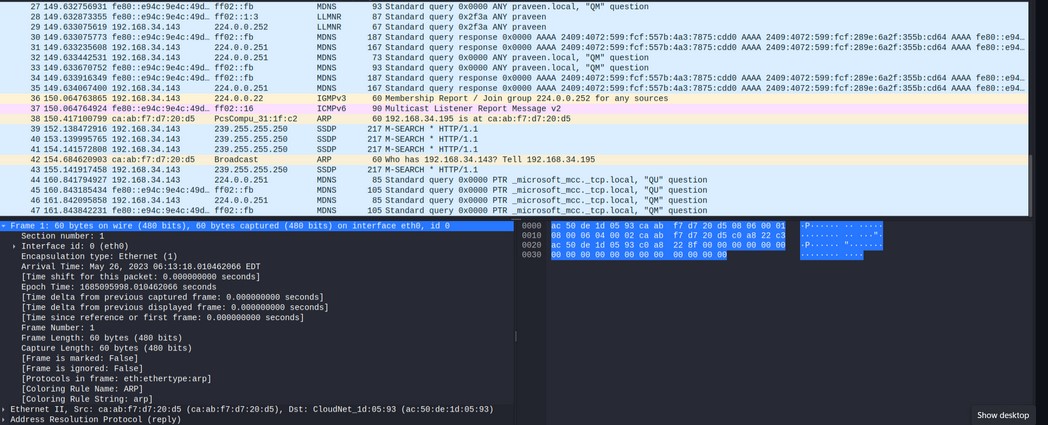 27 149.632756931 fe80::e94c:9e4c:49d… ff02::fb MDNS 93 Standard query 0x0000 ANY praveen.local, "QM" question
28 149.632873355 fe80::e94c:9e4c:49d… ff02::1:3 LLMNR 87 Standard query 0x2f3a ANY praveen
29 149.633075619 192.168.34.143 224.0.0.252 LLMNR 67 Standard query 0x2f3a ANY praveen
30 149.633075773 fe80::e94c:9e4c:49d… ff02::fb MDNS 187 Standard query response 0x0000 AAAA 2409:4072:599:fcf:557b:4a3:7875:cdd0 AAAA 2409:4072:599:fcf:289e:6a2f:355b:cd64 AAAA fe80::e94…
31 149.633235608 192.168.34.143 224.0.0.251 MDNS 167 Standard query response 0x0000 AAAA 2409:4072:599:fcf:557b:4a3:7875:cdd0 AAAA 2409:4072:599:fcf:289e:6a2f:355b:cd64 AAAA fe80::e94…
32 149.633442531 192.168.34.143 224.0.0.251 MDNS 73 Standard query 0x0000 ANY praveen.local, "QM" question
33 149.633670752 fe80::e94c:9e4c:49d… ff02::fb MDNS 93 Standard query 0x0000 ANY praveen.local, "QM" question
34 149.633916349 fe80::e94c:9e4c:49d… ff02::fb MDNS 187 Standard query response 0x0000 AAAA 2409:4072:599:fcf:557b:4a3:7875:cdd0 AAAA 2409:4072:599:fcf:289e:6a2f:355b:cd64 AAAA fe80::e94…
35 149.634067400 192.168.34.143 224.0.0.251 MDNS 167 Standard query response 0x0000 AAAA 2409:4072:599:fcf:557b:4a3:7875:cdd0 AAAA 2409:4072:599:fcf:289e:6a2f:355b:cd64 AAAA fe80::e94…
36 150.064763865 192.168.34.143 224.0.0.22 IGMPv3 60 Membership Report / Join group 224.0.0.252 for any sources
37 150.064764924 fe80::e94c:9e4c:49d… ff02::16 ICMPv6 90 Multicast Listener Report Message v2
38 150.417100799 ca:ab:f7:d7:20:d5 PcsCompu_31:1f:c2 ARP 60 192.168.34.195 is at ca:ab:f7:d7:20:d5
39 152.138472916 192.168.34.143 239.255.255.250 SSDP 217 M-SEARCH * HTTP/1.1
40 153.139995765 192.168.34.143 239.255.255.250 SSDP 217 M-SEARCH * HTTP/1.1
41 154.141572808 192.168.34.143 239.255.255.250 SSDP 217 M-SEARCH * HTTP/1.1
42 154.684620903 ca:ab:f7:d7:20:d5 Broadcast ARP 60 Who has 192.168.34.143? Tell 192.168.34.195
43 155.141917458 192.168.34.143 239.255.255.250 SSDP 217 M-SEARCH * HTTP/1.1
44 160.841794927 192.168.34.143 224.0.0.251 MDNS 85 Standard query 0x0000 PTR _microsoft_mcc._tcp.local, "QU" question
45 160.843185434 fe80::e94c:9e4c:49d… ff02::fb MDNS 105 Standard query 0x0000 PTR _microsoft_mcc._tcp.local, "QU" question
46 161.842095858 192.168.34.143 224.0.0.251 MDNS 85 Standard query 0x0000 PTR _microsoft_mcc._tcp.local, "QM" question
47 161.843842231 fe80::e94c:9e4c:49d… ff02::fb MDNS 105 Standard query 0x0000 PTR _microsoft_mcc._tcp.local, "QM" question
Frame 1: 60 bytes on wire (480 bits), 60 bytes captured (480 bits) on interface eth0, id 0
Section number: 1
Interface id: 0 (eth0)
Encapsulation type: Ethernet (1)
Arrival Time: May 26, 2023 06:13:18.010462066 EDT
[Time shift for this packet: 0.000000000 seconds]
Epoch Time: 1685095998.010462066 seconds
[Time delta from previous captured frame: 0.000000000 seconds]
[Time delta from previous displayed frame: 0.000000000 seconds]
[Time since reference or first frame: 0.000000000 seconds]
Frame Number: 1
Frame Length: 60 bytes (480 bits)
Capture Length: 60 bytes (480 bits)
[Frame is marked: False]
[Frame is ignored: False]
[Protocols in frame: eth:ethertype:arp]
[Coloring Rule Name: ARP]
[Coloring Rule String: arp]
Ethernet II, Src: ca:ab:f7:d7:20:d5 (ca:ab:f7:d7:20:d5), Dst: CloudNet_1d:05:93 (ac:50:de:1d:05:93)
Address Resolution Protocol (reply)
0000 ac 50 de 1d 05 93 ca ab f7 d7 20 d5 08 06 00 01 ·P······ ·· ·····
0010 08 00 06 04 00 02 ca ab f7 d7 20 d5 c0 a8 22 c3 ········ ·· ···"·
0020 ac 50 de 1d 05 93 c0 a8 22 8f 00 00 00 00 00 00 ·P······ "·······
0030 00 00 00 00 00 00 00 00 00 00 00 00 ········ ····
Show desktop